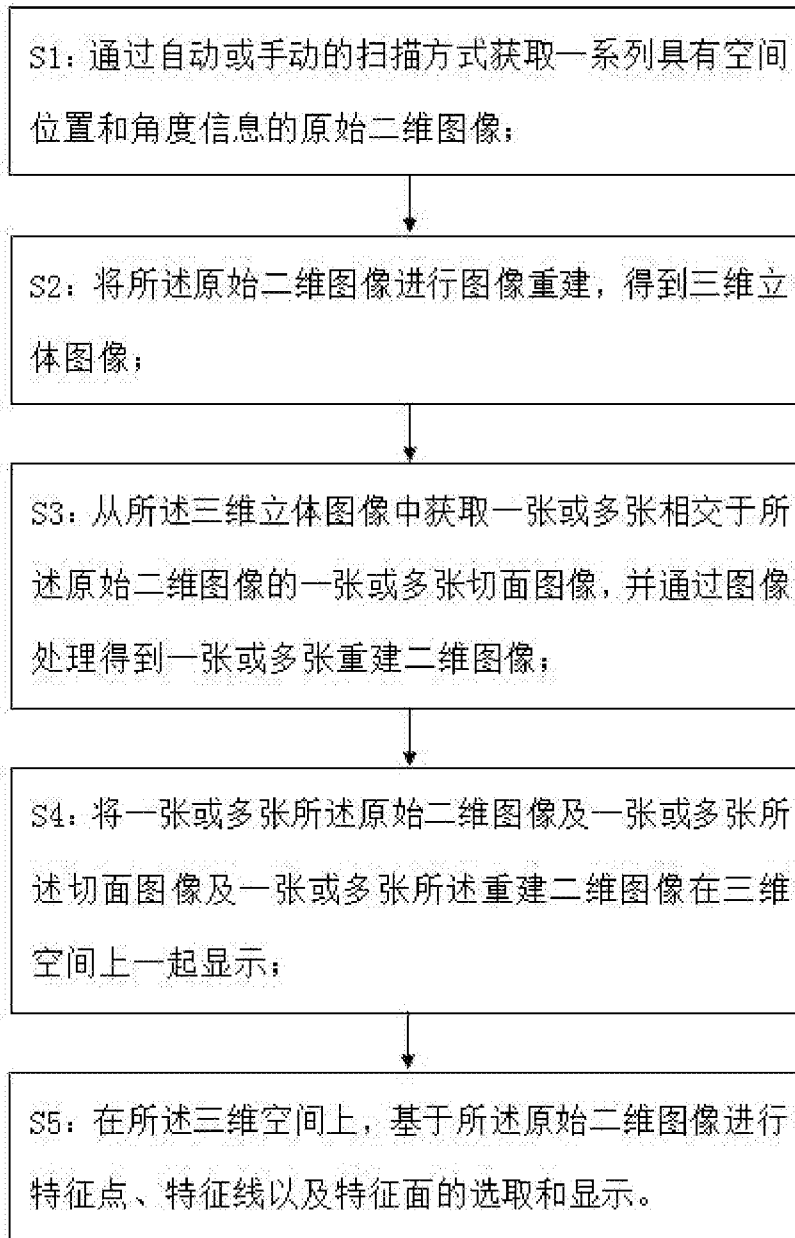 S1：通过自动或手动的扫描方式获取一系列具有空间
位置和角度信息的原始二维图像；
S2：将所述原始二维图像进行图像重建，得到三维立
体图像；
S3：从所述三维立体图像中获取一张或多张相交于所
述原始二维图像的一张或多张切面图像，并通过图像
处理得到一张或多张重建二维图像；
S4：将一张或多张所述原始二维图像及一张或多张所
述切面图像及一张或多张所述重建二维图像在三维
空间上一起显示；
S5：在所述三维空间上，基于所述原始二维图像进行
特征点、特征线以及特征面的选取和显示。